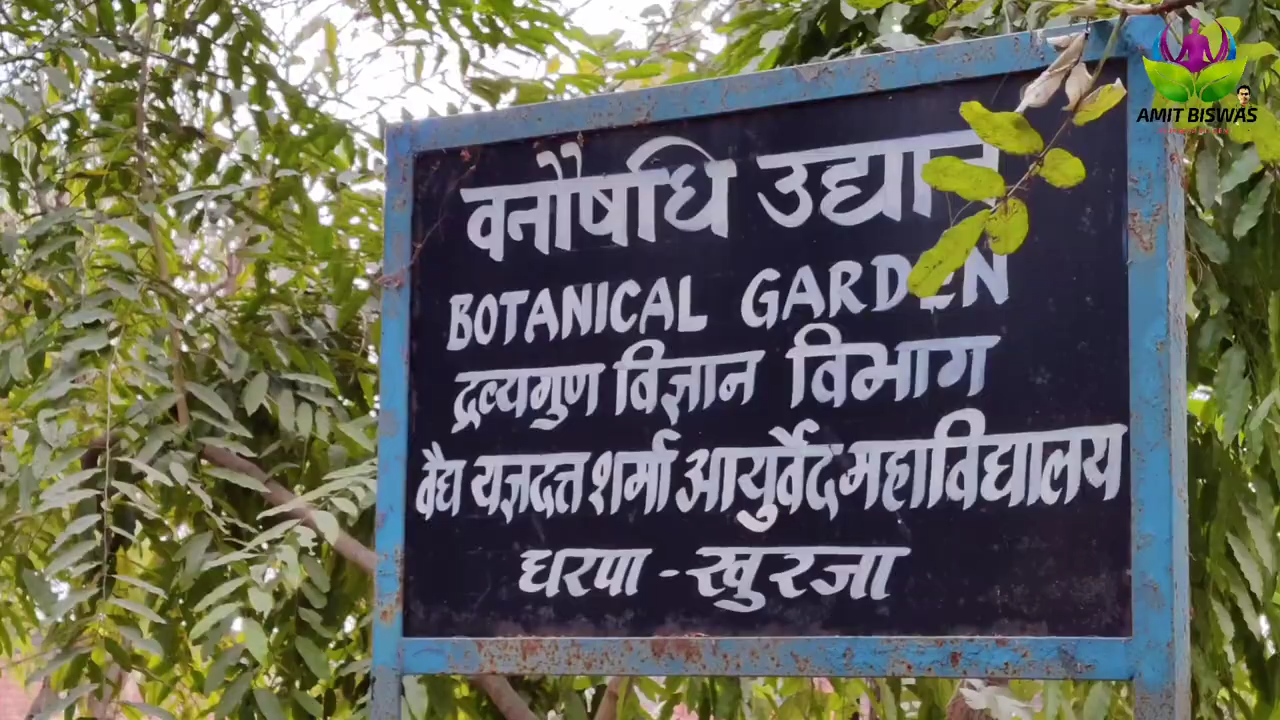 वनौषधि उद्यान
BOTANICAL GARDEN
द्रव्यगुण विज्ञान विभाग
वैद्य यज्ञदत्त शर्मा आयुर्वेद महाविद्यालय
धरपा - खुरजा
AMIT BISWAS